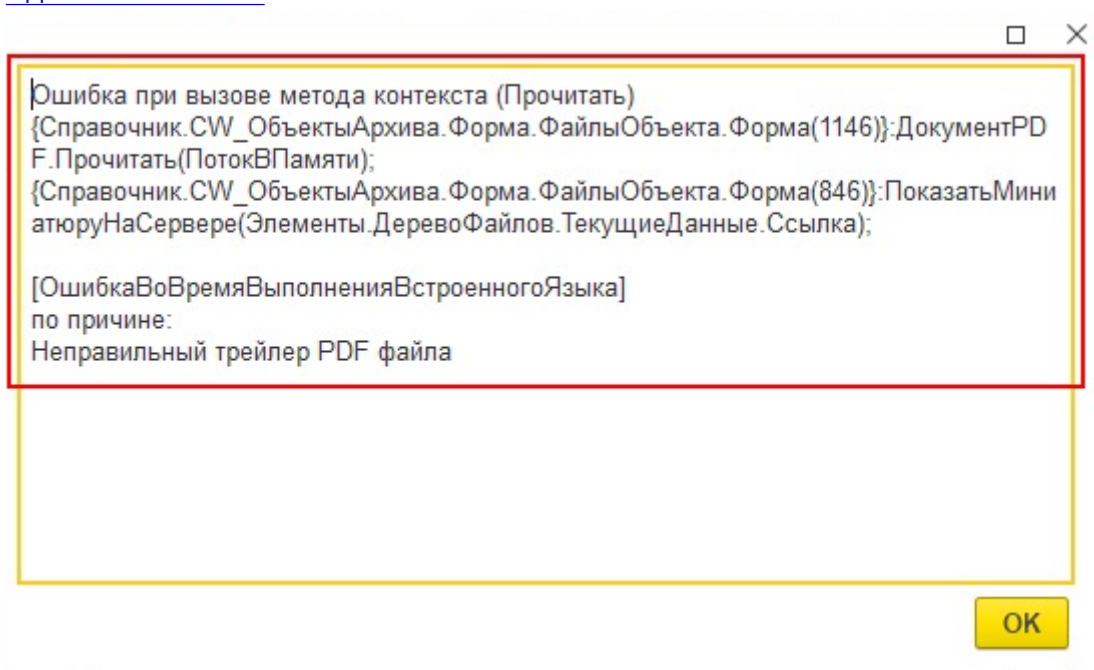 Ошибка при вызове метода контекста (Прочитать)
{Справочник.CW_ОбъектыАрхива.Форма.ФайлыОбъекта.Форма(1146)}:ДокументPD
F.Прочитать(ПотокВПамяти);
{Справочник.CW_ОбъектыАрхива.Форма.ФайлыОбъекта.Форма(846)}:ПоказатьМини
атюруНаСервере(Элементы.ДеревоФайлов.ТекущиеДанные.Ссылка);
[ОшибкаВоВремяВыполненияВстроенногоЯзыка]
по причине:
Неправильный трейлер PDF файла
OK